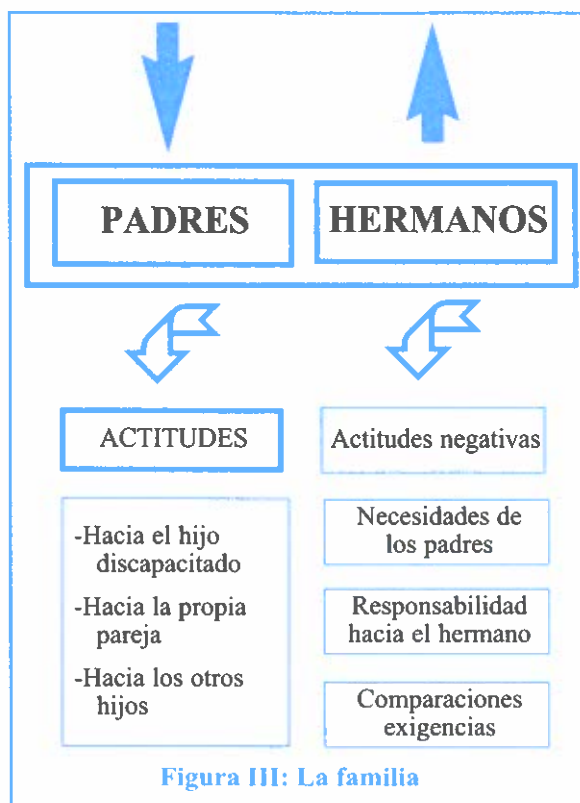 PADRES
HERMANOS
ACTITUDES
-Hacia el hijo
discapacitado
-Hacia la propia
pareja
-Hacia los otros
hijos
Actitudes negativas
Necesidades de
los padres
Responsabilidad
hacia el hermano
Comparaciones
exigencias
Figura III: La familia